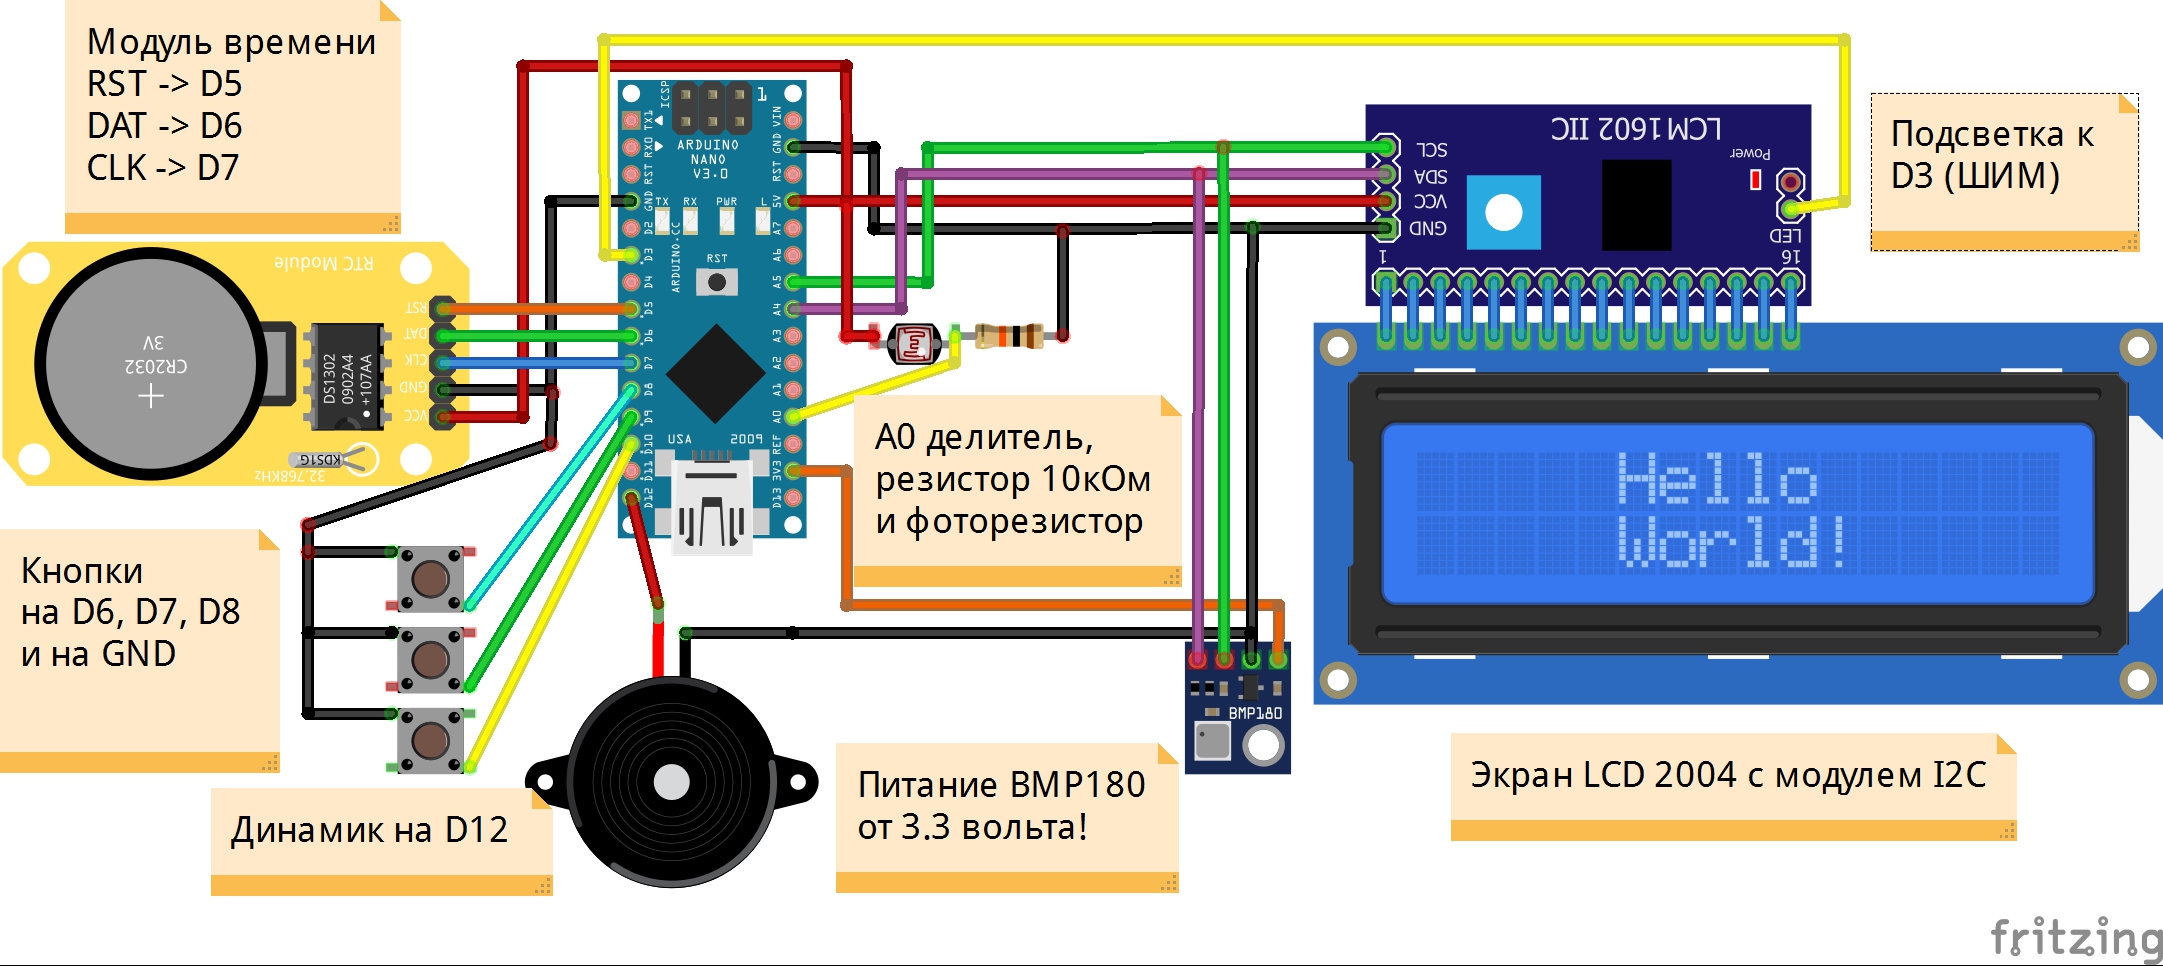 Модуль времени
RST -> D5
DAT -> D6
CLK -> D7
Подсветка к
D3 (ШИМ)
LCM1602 IIC
SCL
SDA
VCC
GND
Power
LED
1
16
ICSP
1
ARDUINO
NANO
V3.0
TX RX PWR L
RST
ARDUINO.CC
TX1
RX0
RST
GND
D2
D3
D4
D5
D6
D7
D8
D9
D10
D11
D12
VIN
GND
RST
5V
A7
A6
A5
A4
A3
A2
A1
A0
REF
3V3
D13
USA
2009
RTC Module
RST
DAT
CLK
GND
VCC
CR2032
3V
DS1302
0902A4
+107AA
KDS1G
32.768KHz
A0 делитель,
резистор 10кОм
и фоторезистор
Hello
World!
Кнопки
на D6, D7, D8
и на GND
BMP180
Динамик на D12
Питание BMP180
от 3.3 вольта!
Экран LCD 2004 с модулем I2C
fritzing